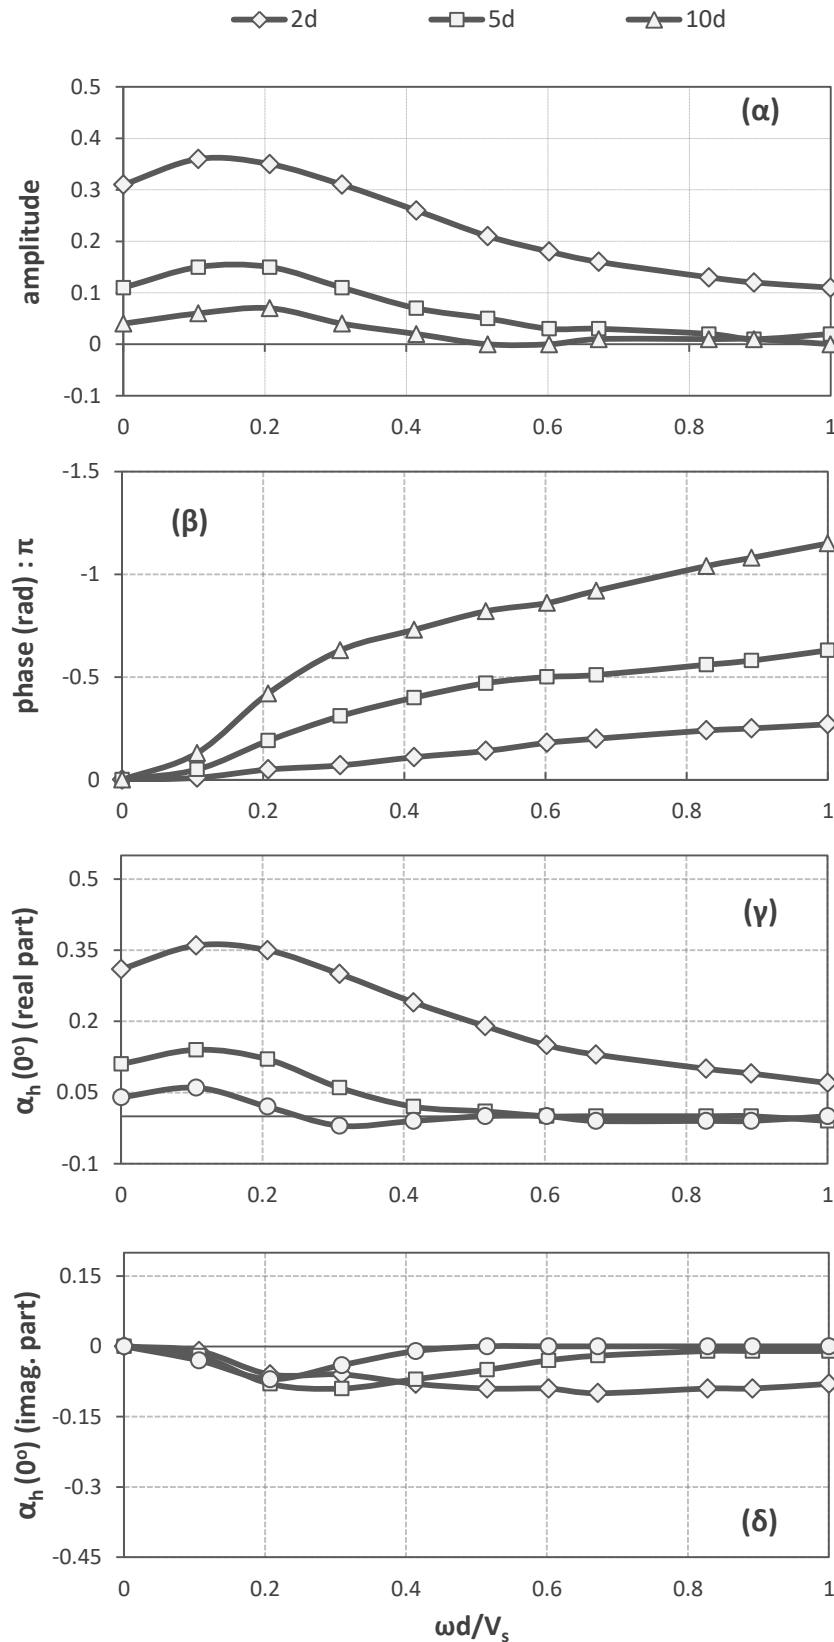 2d 5d 10d
(α)
amplitude
0.5
0.4
0.3
0.2
0.1
0
-0.1
0 0.2 0.4 0.6 0.8 1
(β)
phase (rad) : π
-1.5
-1
-0.5
0
0 0.2 0.4 0.6 0.8 1
(γ)
αh (0º) (real part)
0.5
0.35
0.2
0.05
-0.1
0 0.2 0.4 0.6 0.8 1
αh (0º) (imag. part)
0.15
0
-0.15
-0.3
-0.45
(δ)
0 0.2 0.4 0.6 0.8 1
ωd/Vs